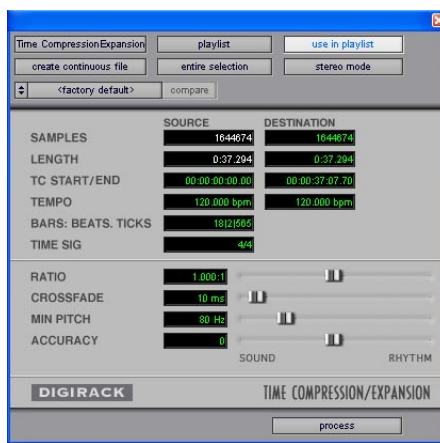 Time Compression Expansion playlist use in playlist
create continuous file entire selection stereo mode
<factory default> compare
SOURCE DESTINATION
SAMPLES 1644674 1644674
LENGTH 0:37.294 0:37.294
TC START/END 00:00:00:00.00 00:00:37:07.70
TEMPO 120.000 bpm 120.000 bpm
BARS: BEATS. TICKS 18|2|565
TIME SIG 4/4
RATIO 1.000:1
CROSSFADE 10 ms
MIN PITCH 80 Hz
ACCURACY 0
SOUND RHYTHM
DIGIRACK TIME COMPRESSION/EXPANSION
process